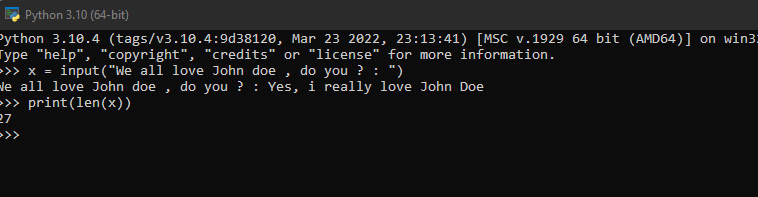 Python 3.10 (64-bit)
Python 3.10.4 (tags/v3.10.4:9d38120, Mar 23 2022, 23:13:41) [MSC v.1929 64 bit (AMD64)] on win32
Type "help", "copyright", "credits" or "license" for more information.
>>> x = input("We all love John doe , do you ? : ")
We all love John doe , do you ? : Yes, i really love John Doe
>>> print(len(x))
27
>>>